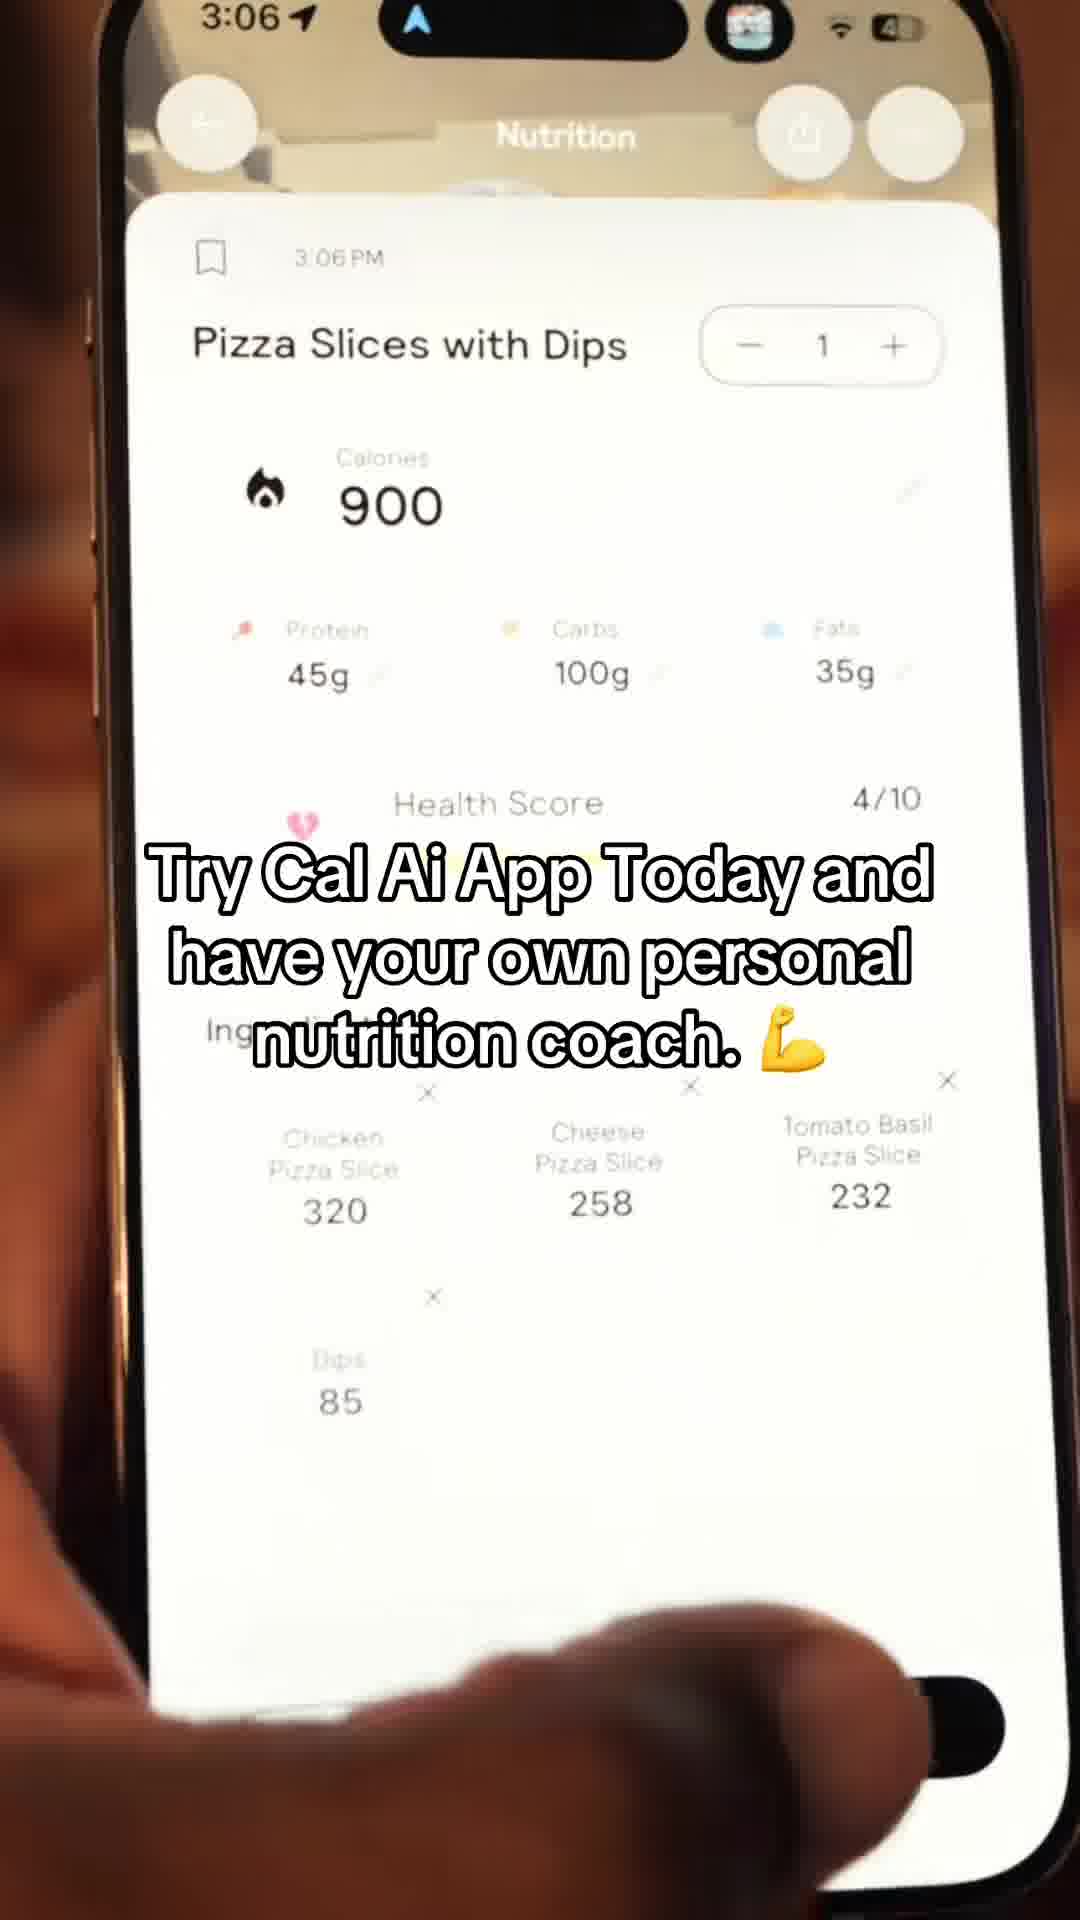 3:06
Nutrition
3:06 PM
Pizza Slices with Dips
1
Calories
900
Protein
Carbs
Fats
45g
100g
35g
Health Score
4/10
Try Cal Ai App Today and
have your own personal
nutrition coach. 💪
Ing
Chicken
Pizza Slice
320
Cheese
Pizza Slice
258
Tomato Basil
Pizza Slice
232
Dips
85